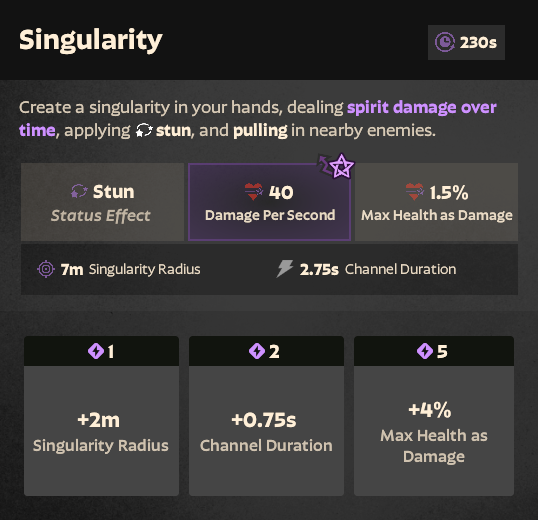 Singularity
230s
Create a singularity in your hands, dealing spirit damage over
time, applying stun, and pulling in nearby enemies.
Stun
Status Effect
40
Damage Per Second
1.5%
Max Health as Damage
7m Singularity Radius
2.75s Channel Duration
1
+2m
Singularity Radius
2
+0.75s
Channel Duration
5
+4%
Max Health as
Damage